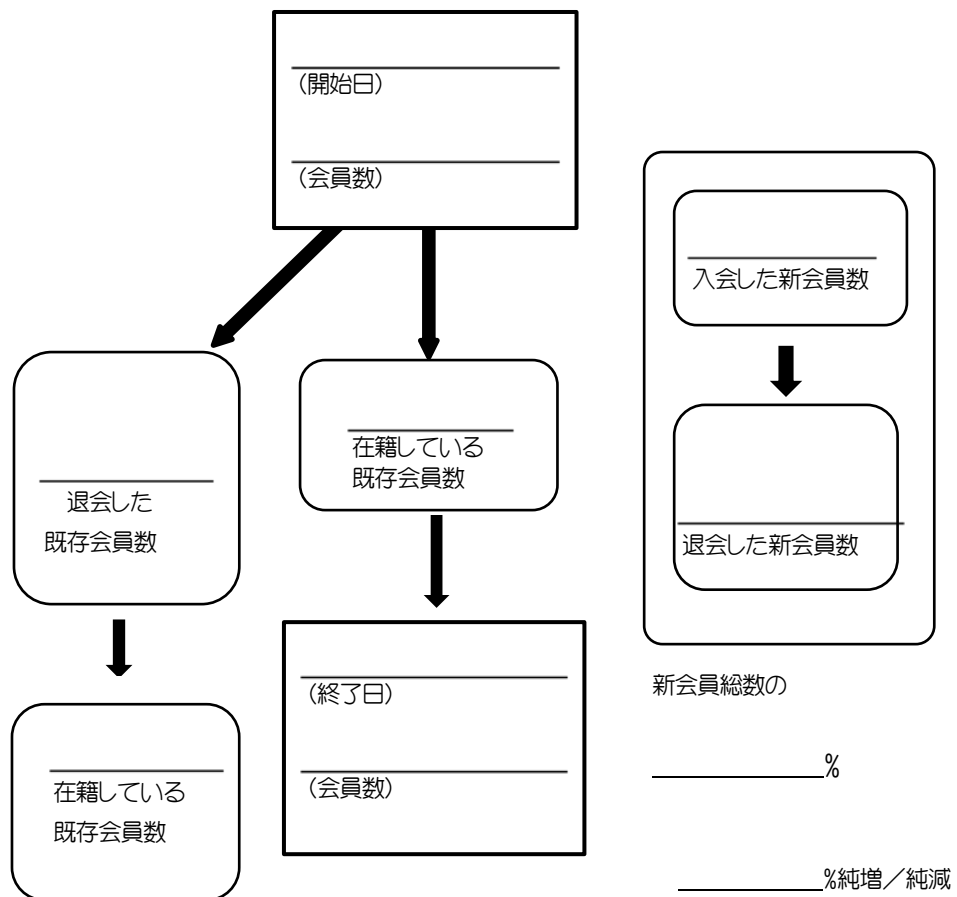 (開始日)
(会員数)
入会した新会員数
退会した
既存会員数
在籍している
既存会員数
退会した新会員数
(終了日)
(会員数)
在籍している
既存会員数
新会員総数の
%
%純増／純減